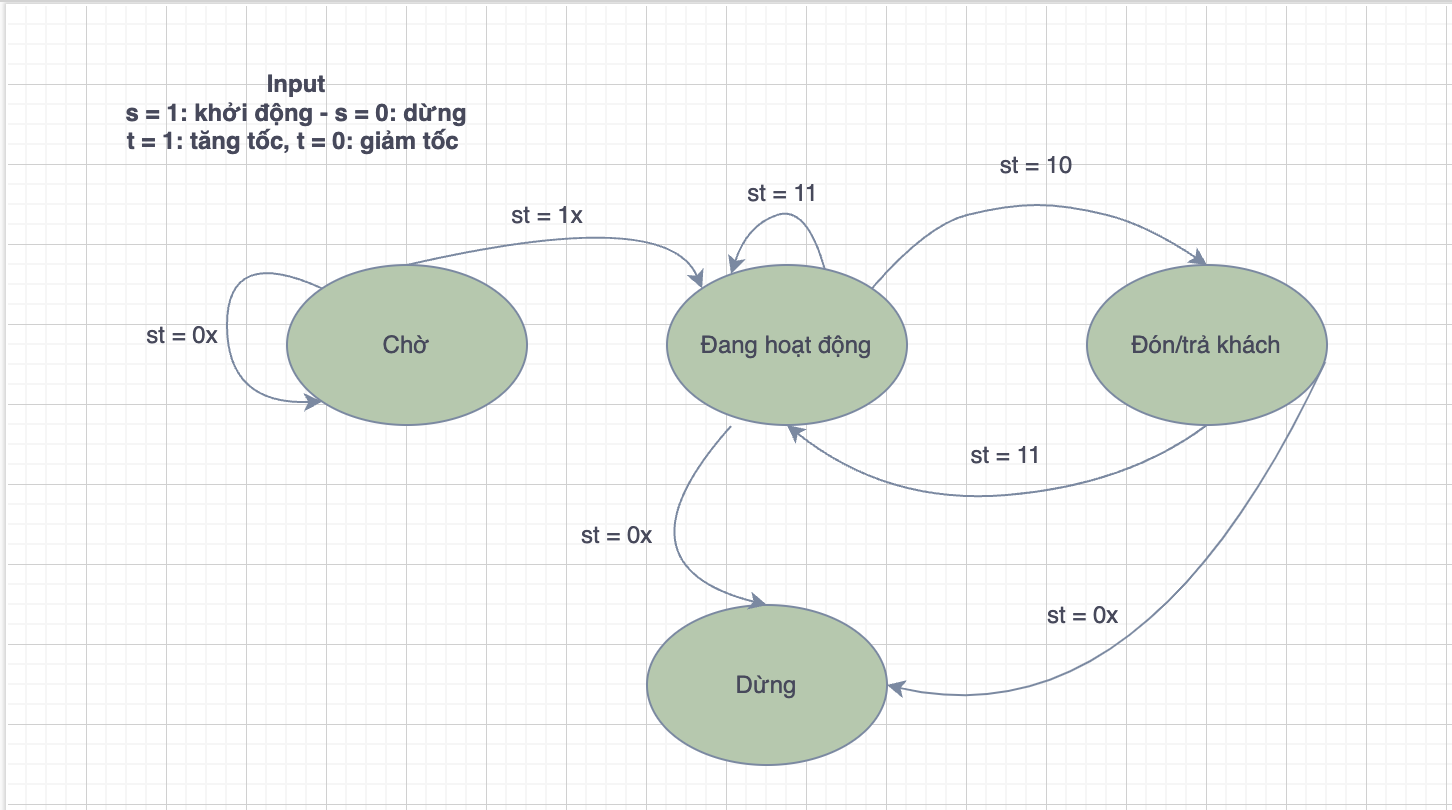 Input
s = 1: khởi động - s = 0: dừng
t = 1: tăng tốc, t = 0: giảm tốc
st = 10
st = 11
st = 1x
st = 0x
Chờ
Đang hoạt động
Đón/trả khách
st = 11
st = 0x
st = 0x
Dừng